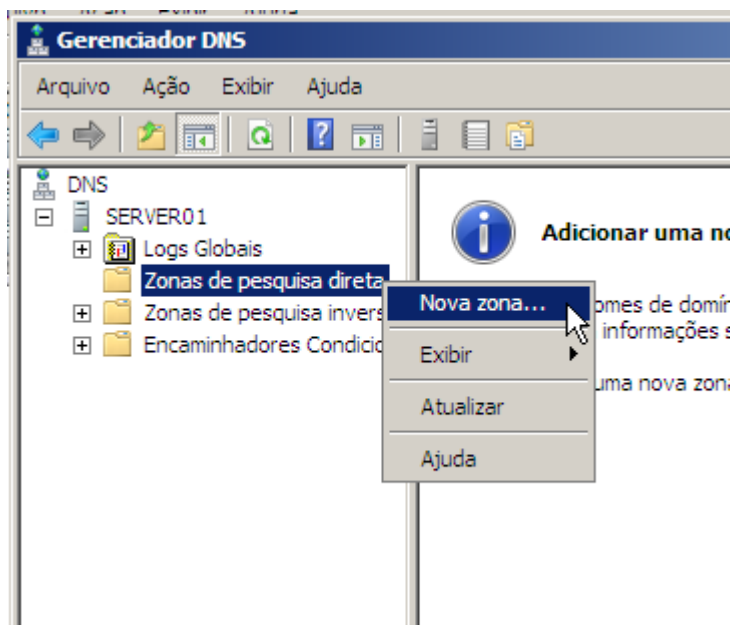 Gerenciador DNS
Arquivo Ação Exibir Ajuda
DNS
SERVER01
Logs Globais
Zonas de pesquisa direta
Zonas de pesquisa invers
Encaminhadores Condicio
Adicionar uma no
omes de domín
informações s
uma nova zona
Nova zona...
Exibir
Atualizar
Ajuda